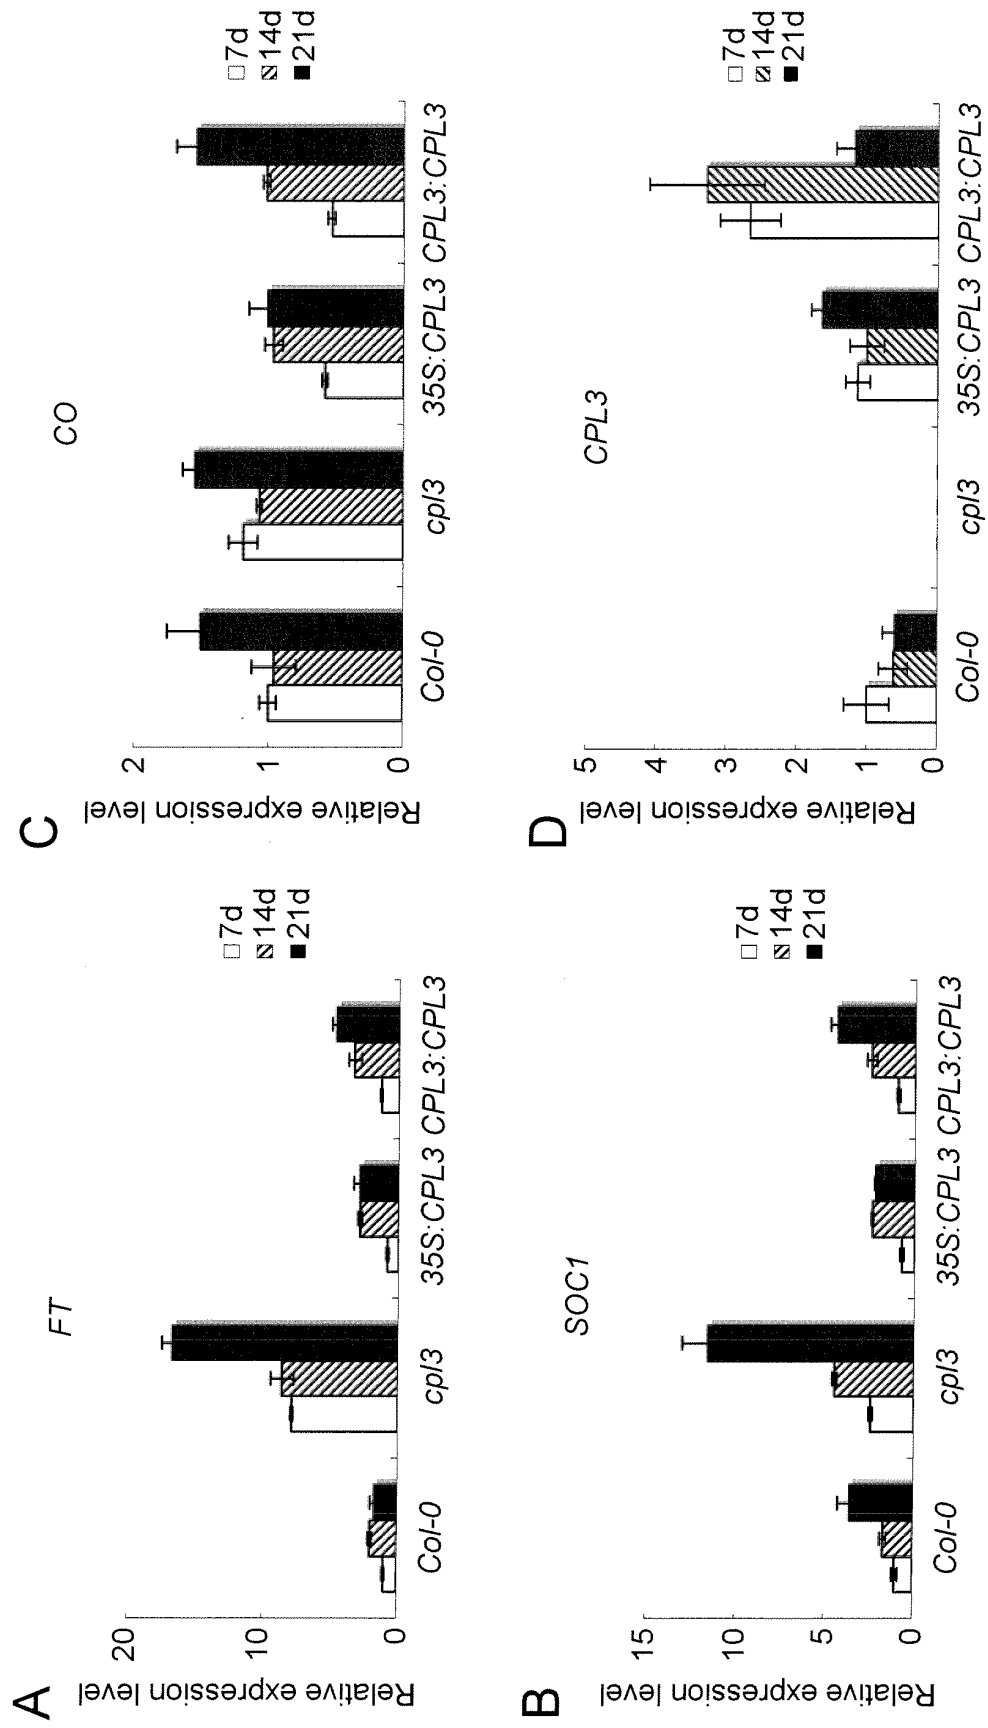 A
FT
Relative expression level
20
10
0
Col-0 cpl3 35S:CPL3 CPL3:CPL3
7d
14d
21d
B
SOC1
Relative expression level
15
10
5
0
Col-0 cpl3 35S:CPL3 CPL3:CPL3
7d
14d
21d
C
CO
Relative expression level
2
1
0
Col-0 cpl3 35S:CPL3 CPL3:CPL3
7d
14d
21d
D
CPL3
Relative expression level
5
4
3
2
1
0
Col-0 cpl3 35S:CPL3 CPL3:CPL3
7d
14d
21d